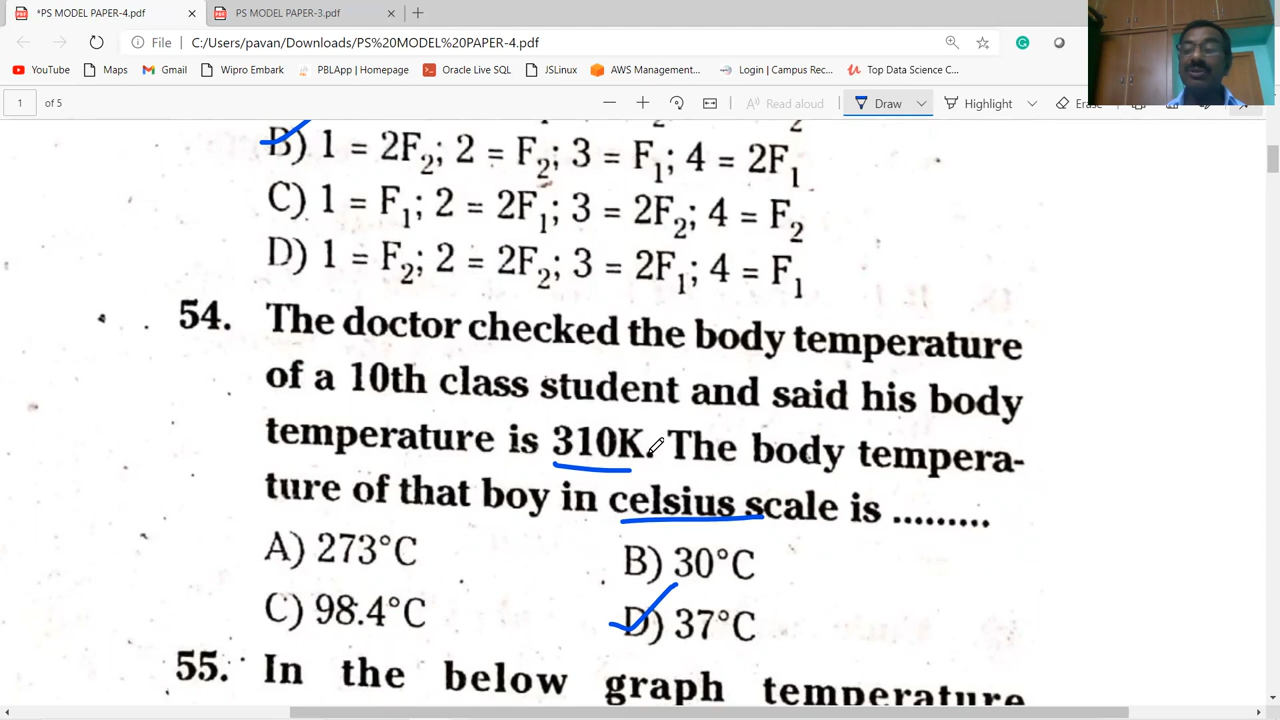 *PS MODEL PAPER-4.pdf
PS MODEL PAPER-3.pdf
File C:/Users/pavan/Downloads/PS%20MODEL%20PAPER-4.pdf
YouTube Maps Gmail Wipro Embark PBLApp | Homepage Oracle Live SQL JSLinux AWS Management... Login | Campus Rec... Top Data Science C...
1 of 5 Read aloud Draw Highlight Erase
B) 1 = 2F₂; 2 = F₂; 3 = F₁; 4 = 2F₁
C) 1 = F₁; 2 = 2F₁; 3 = 2F₂; 4 = F₂
D) 1 = F₂; 2 = 2F₂; 3 = 2F₁; 4 = F₁
54. The doctor checked the body temperature
of a 10th class student and said his body
temperature is 310K. The body tempera-
ture of that boy in celsius scale is .........
A) 273°C B) 30°C
C) 98.4°C D) 37°C
55. In the below graph temperature